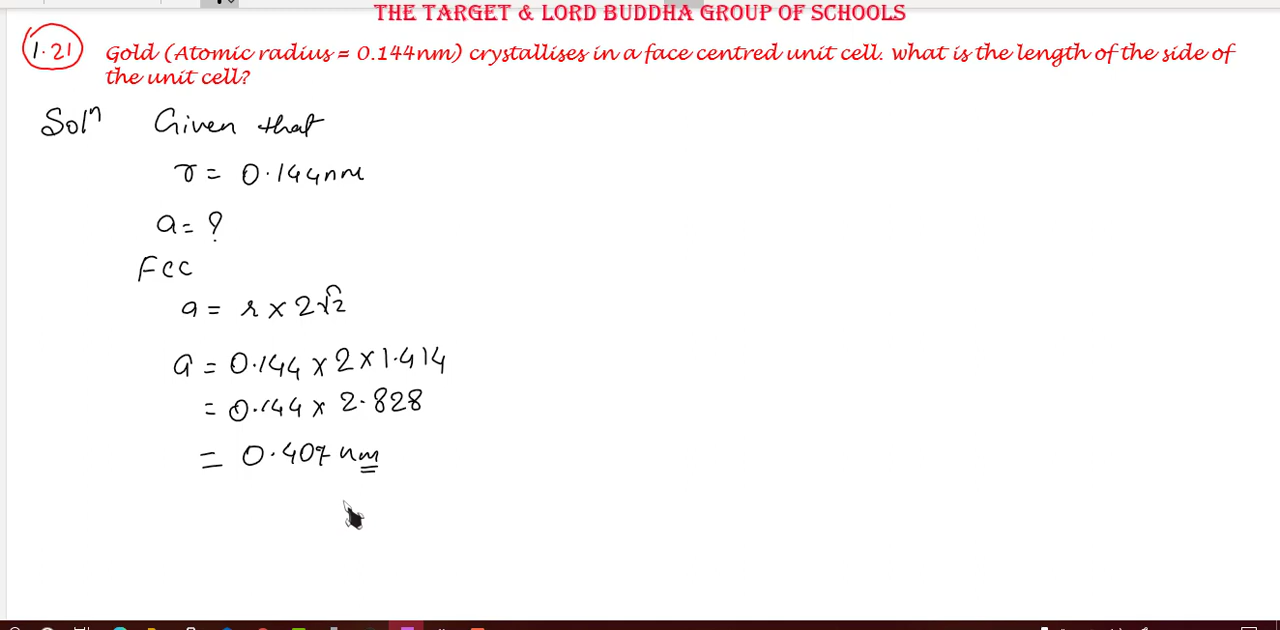 THE TARGET & LORD BUDDHA GROUP OF SCHOOLS
1.21 Gold (Atomic radius = 0.144nm) crystallises in a face centred unit cell. what is the length of the side of
the unit cell?
Solⁿ Given that
r = 0.144nm
a = ?
Fcc
a = r × 2√2
a = 0.144 × 2 × 1.414
= 0.144 × 2.828
= 0.407 nm